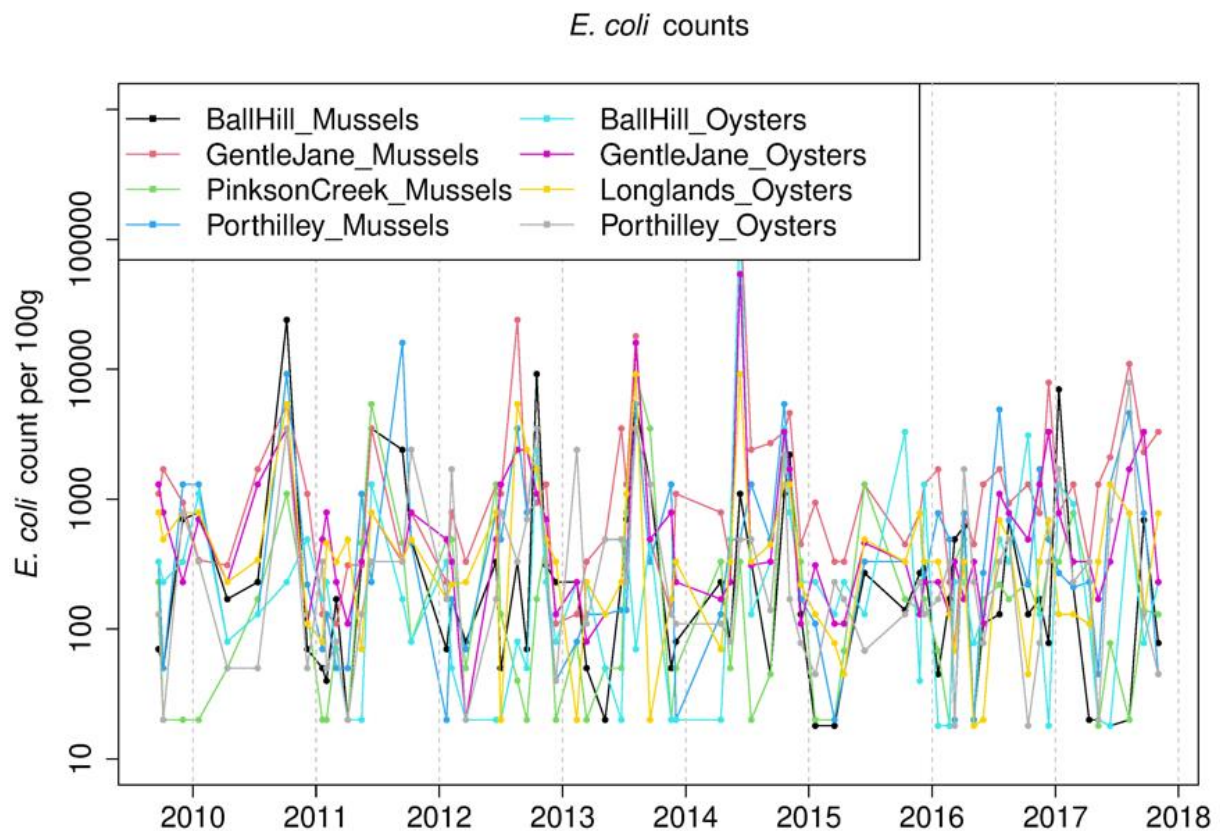 E. coli counts
BallHill_Mussels
GentleJane_Mussels
PinksonCreek_Mussels
Porthilley_Mussels
BallHill_Oysters
GentleJane_Oysters
Longlands_Oysters
Porthilley_Oysters
E. coli count per 100g
100000
10000
1000
100
10
2010 2011 2012 2013 2014 2015 2016 2017 2018